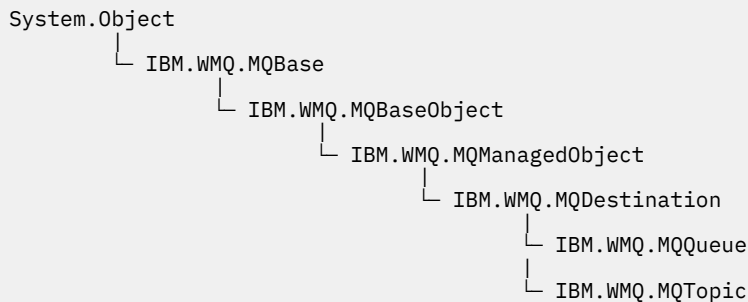 System.Object
IBM.WMQ.MQBase
IBM.WMQ.MQBaseObject
IBM.WMQ.MQManagedObject
IBM.WMQ.MQDestination
IBM.WMQ.MQQueue
IBM.WMQ.MQTopic